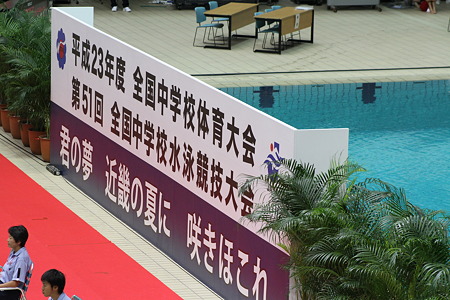 平成23年度 全国中学校体育大会
第51回 全国中学校水泳競技大会
君の夢 近畿の夏に 咲きほこれ